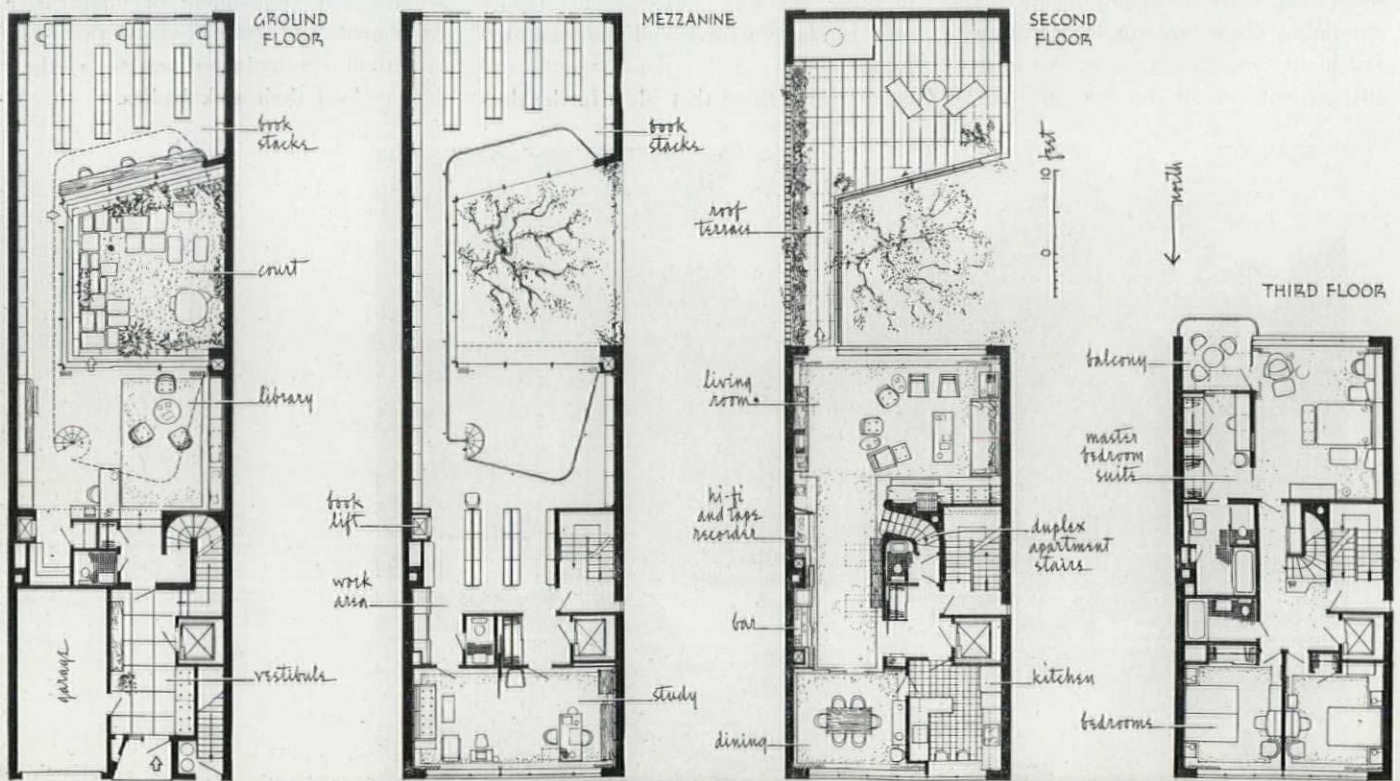 GROUND
FLOOR
book
stacks
court
library
garage
vestibule
MEZZANINE
book
stacks
book
lift
work
area
study
SECOND
FLOOR
10 feet
0
north
roof
terrace
living
room
hi-fi
and tape
recorder
duplex
apartment
stairs
bar
kitchen
dining
THIRD FLOOR
balcony
master
bedroom
suite
bedrooms